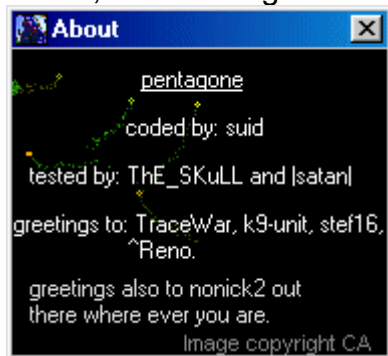 About
pentagone
coded by: suid
tested by: ThE_SKuLL and |satan|
greetings to: TraceWar, k9-unit, stef16,
^Reno.
greetings also to nonick2 out
there where ever you are.
Image copyright CA